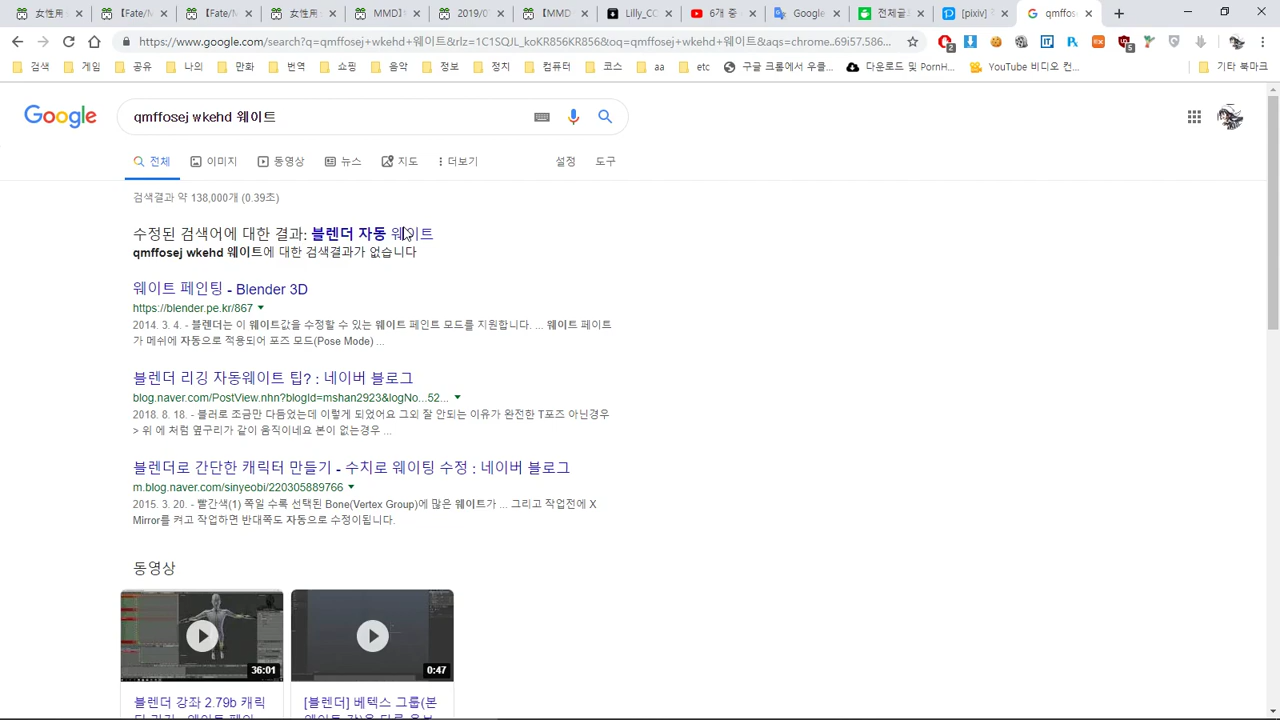 女性用
女性用
MMD]
MMD]
2019/0
[MMD
Lilly_CC
6개 중
Google
전체글
[pixiv]
qmffos
https://www.google.com/search?q=qmffosej+wkehd+웨이트&rlz=1C1SQJL_koKR856KR856&oq=qmffosej+wkehd+웨이트&aqs=chrome..69i57.586...
검색
게임
공유
나의
만화
번역
쇼핑
음악
컴퓨터
코스
aa
etc
구글 크롬에서 우클...
다운로드 및 PornH...
YouTube 비디오 컨...
기타 북마크
Google
qmffosej wkehd 웨이트
전체
이미지
동영상
뉴스
지도
더보기
설정
도구
검색결과 약 138,000개 (0.39초)
수정된 검색어에 대한 결과: 블렌더 자동 웨이트
qmffosej wkehd 웨이트에 대한 검색결과가 없습니다
웨이트 페인팅 - Blender 3D
https://blender.pe.kr/867
2014. 3. 4. - 블렌더는 이 웨이트값을 수정할 수 있는 웨이트 페인트 모드를 지원합니다. ... 웨이트 페이트
가 메쉬에 자동으로 적용되어 포즈 모드(Pose Mode) ...
블렌더 리깅 자동웨이트 팁? : 네이버 블로그
blog.naver.com/PostView.nhn?blogId=mshan2923&logNo...52...
2018. 8. 18. - 블러로 조금만 다듬었는데 이렇게 되었어요 그외 잘 안되는 이유가 완전한 T포즈 아닌경우
> 위 에 처럼 옆구리가 같이 움직이네요 본이 없는경우 ...
블렌더로 간단한 캐릭터 만들기 - 수치로 웨이팅 수정 : 네이버 블로그
m.blog.naver.com/sinyeobi/220305889766
2015. 3. 20. - 빨간색(1) 쪽일 수록 선택된 Bone(Vertex Group)에 많은 웨이트가 ... 그리고 작업전에 X
Mirror를 켜고 작업하면 반대쪽도 자동으로 수정이됩니다.
동영상
36:01
0:47
블렌더 강좌 2.79b 캐릭
[블렌더] 베텍스 그룹(본